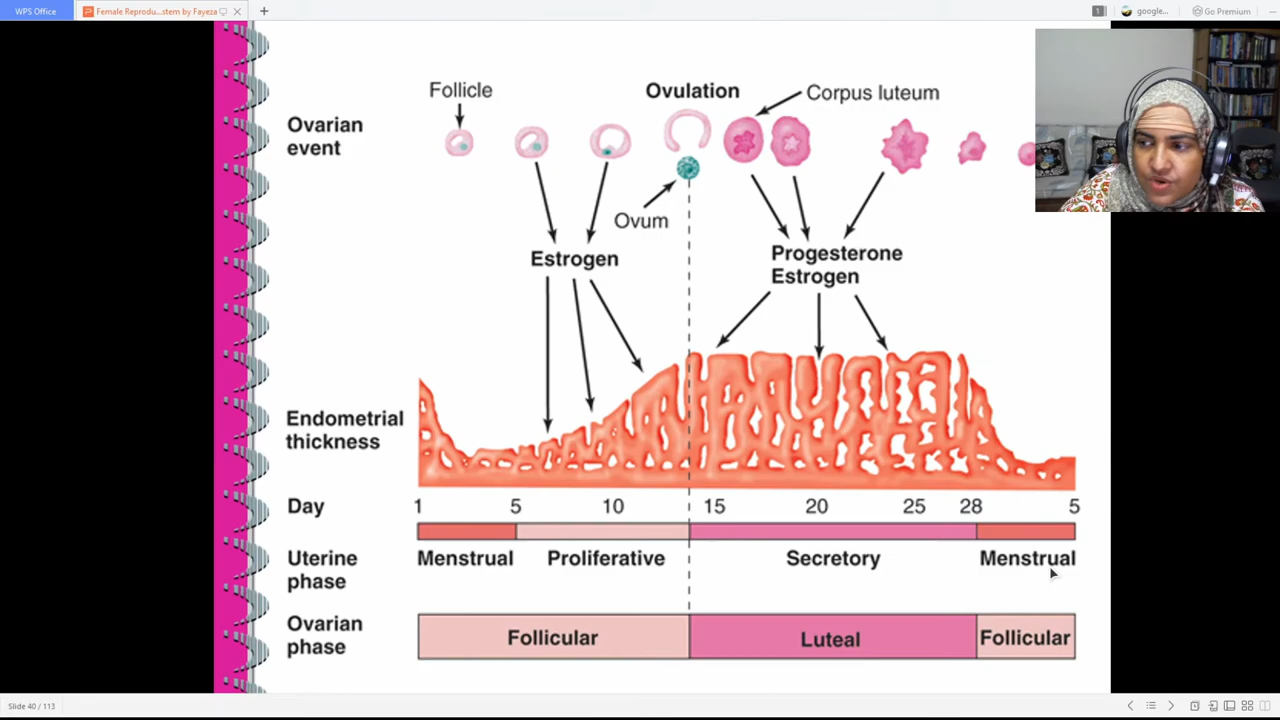 WPS Office
Female Reprodu...stem by Fayeza
1
google...
Go Premium
Follicle
Ovulation
Corpus luteum
Ovarian
event
Ovum
Estrogen
Progesterone
Estrogen
Endometrial
thickness
Day
1
5
10
15
20
25
28
5
Uterine
phase
Menstrual
Proliferative
Secretory
Menstrual
Ovarian
phase
Follicular
Luteal
Follicular
Slide 40 / 113